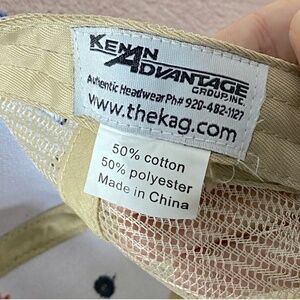 KENAN
ADVANTAGE
GROUP, INC.
Authentic Headwear Ph# 920-482-1127
www.thekag.com
50% cotton
50% polyester
Made in China